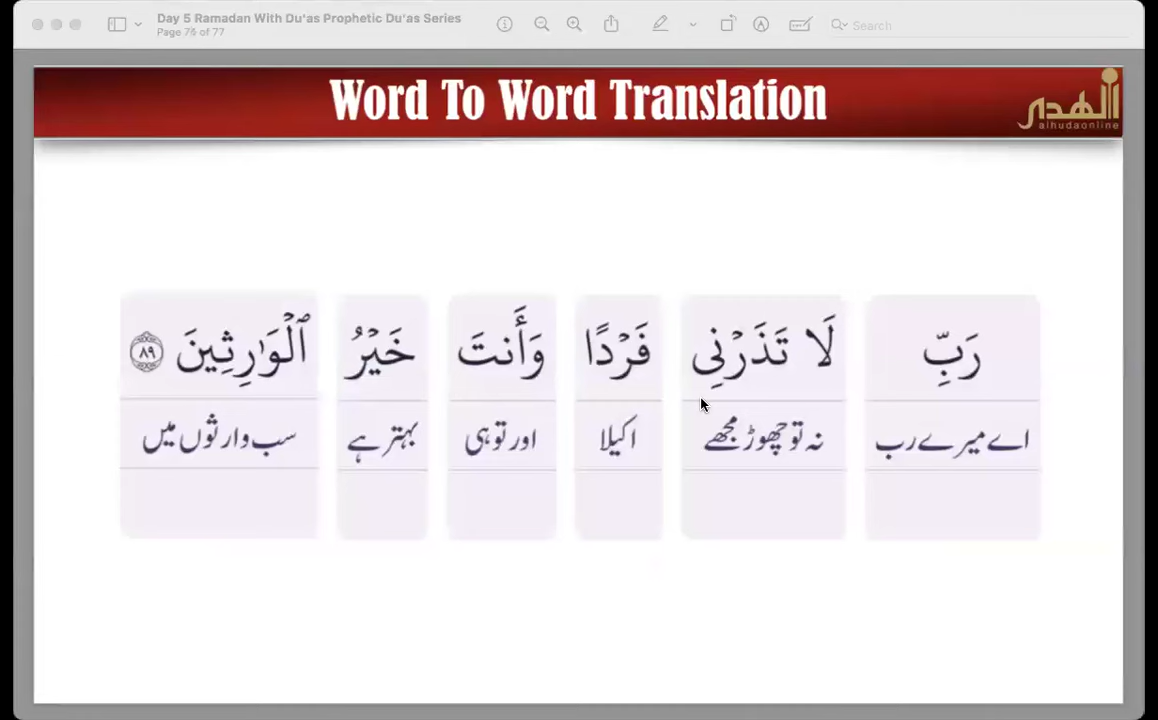 Day 5 Ramadan With Du'as Prophetic Du'as Series
Page 76 of 77
Search
Word To Word Translation
الهدى
alhudaonline
رَبِّ لَا تَذَرْنِى فَرْدًا وَأَنتَ خَيْرُ ٱلْوَٰرِثِينَ ٨٩
اے میرے رب نہ تو چھوڑ مجھے اکیلا اور تو ہی بہتر ہے سب وارثوں میں